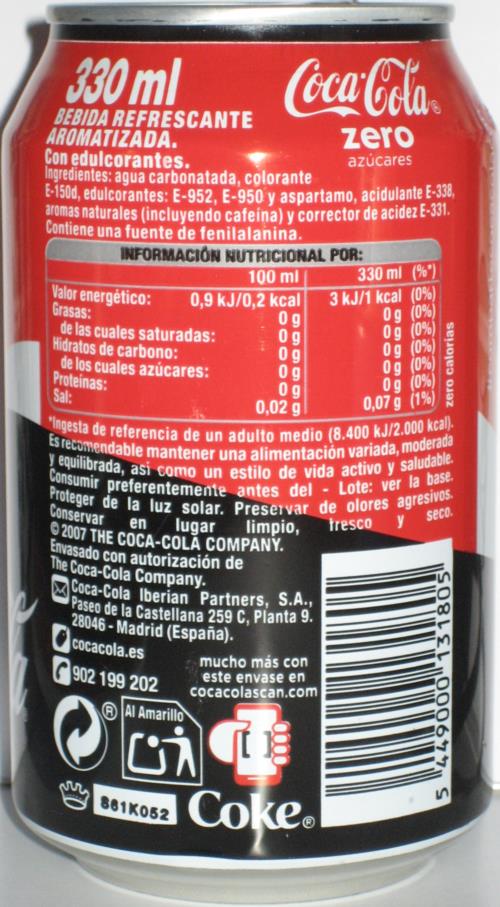 330 ml
BEBIDA REFRESCANTE
AROMATIZADA.
Coca-Cola®
zero
azúcares
Con edulcorantes.
Ingredientes: agua carbonatada, colorante
E-150d, edulcorantes: E-952, E-950 y aspartamo, acidulante E-338,
aromas naturales (incluyendo cafeína) y corrector de acidez E-331.
Contiene una fuente de fenilalanina.
INFORMACIÓN NUTRICIONAL POR:
100 ml 330 ml (%*)
Valor energético: 0,9 kJ/0,2 kcal 3 kJ/1 kcal (0%)
Grasas: 0 g 0 g (0%)
de las cuales saturadas: 0 g 0 g (0%)
Hidratos de carbono: 0 g 0 g (0%)
de los cuales azúcares: 0 g 0 g (0%)
Proteínas: 0 g 0 g (0%)
Sal: 0,02 g 0,07 g (1%)
zero calorías
*Ingesta de referencia de un adulto medio (8.400 kJ/2.000 kcal).
Es recomendable mantener una alimentación variada, moderada
y equilibrada, así como un estilo de vida activo y saludable.
Consumir preferentemente antes del - Lote: ver la base.
Proteger de la luz solar. Preservar de olores agresivos.
Conservar en lugar limpio, fresco y seco.
© 2007 THE COCA-COLA COMPANY.
Envasado con autorización de
The Coca-Cola Company.
Coca-Cola Iberian Partners, S.A.,
Paseo de la Castellana 259 C, Planta 9.
28046 - Madrid (España).
cocacola.es
902 199 202
mucho más con
este envase en
cocacolascan.com
®
Al Amarillo
S61K052
Coke®
5 449000 131805